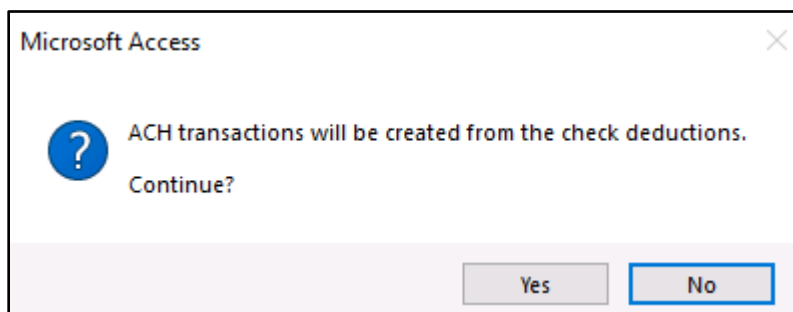 Microsoft Access
ACH transactions will be created from the check deductions.
Continue?
Yes No